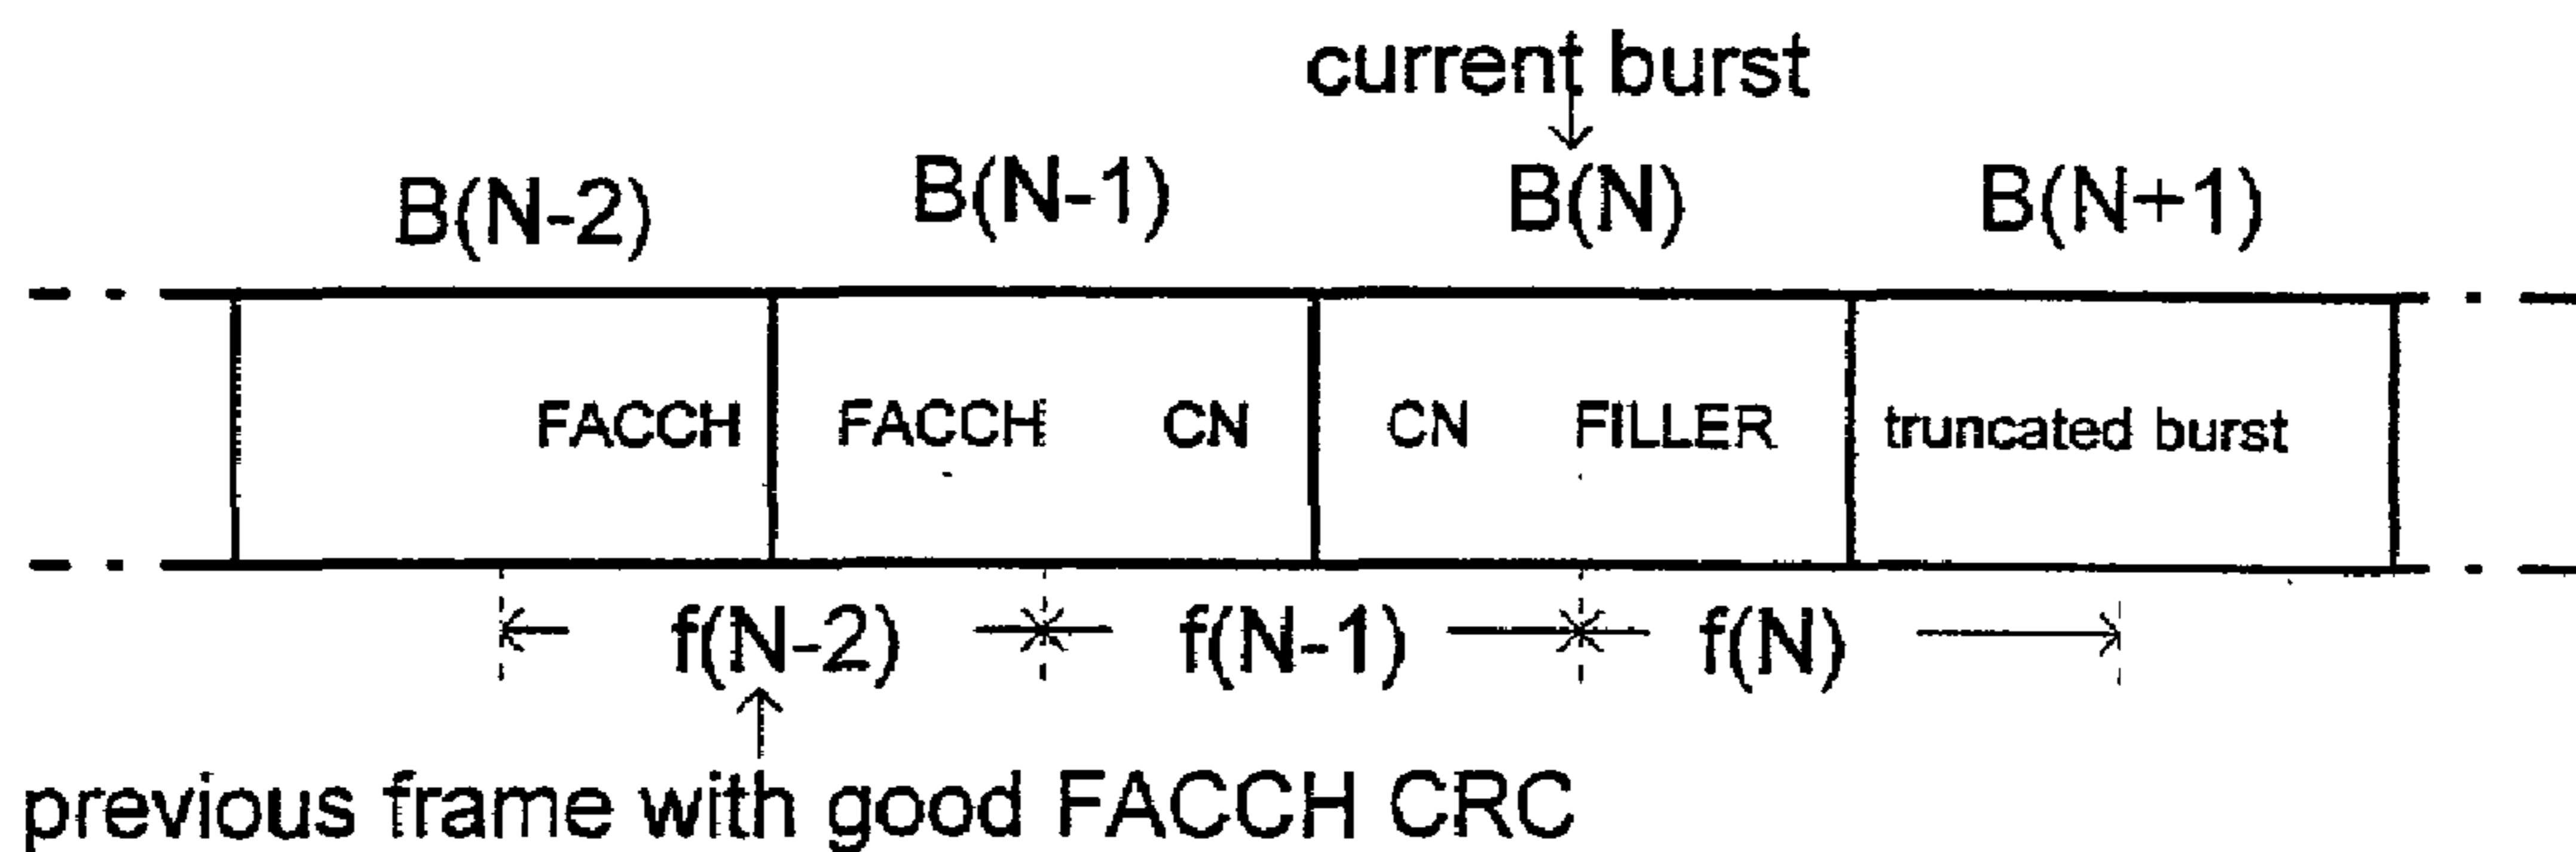 current burst
B(N-2) B(N-1) B(N) B(N+1)
FACCH FACCH CN CN FILLER truncated burst
f(N-2) f(N-1) f(N)
previous frame with good FACCH CRC